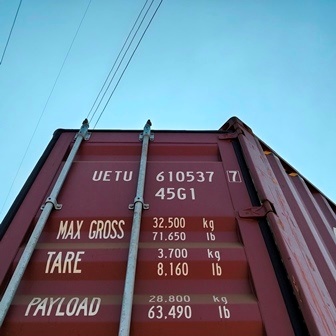 UETU 610537 7
45G1
MAX GROSS 32.500 kg
71.650 lb
TARE 3.700 kg
8.160 lb
PAYLOAD 28.800 kg
63.490 lb